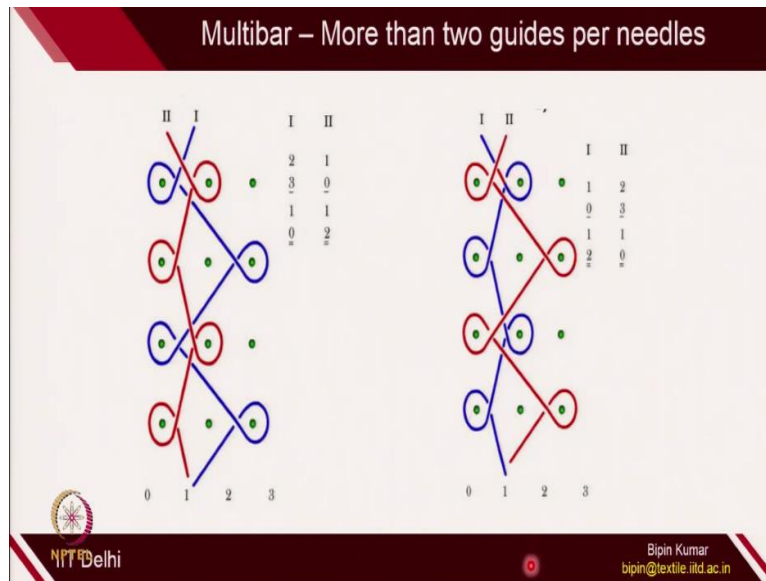 Multibar – More than two guides per needles
II I
I II
2 1
3 0
1 1
0 2
0 1 2 3
I II
I II
1 2
0 3
1 1
2 0
0 1 2 3
NPTEL
IIT Delhi
Bipin Kumar
bipin@textile.iitd.ac.in